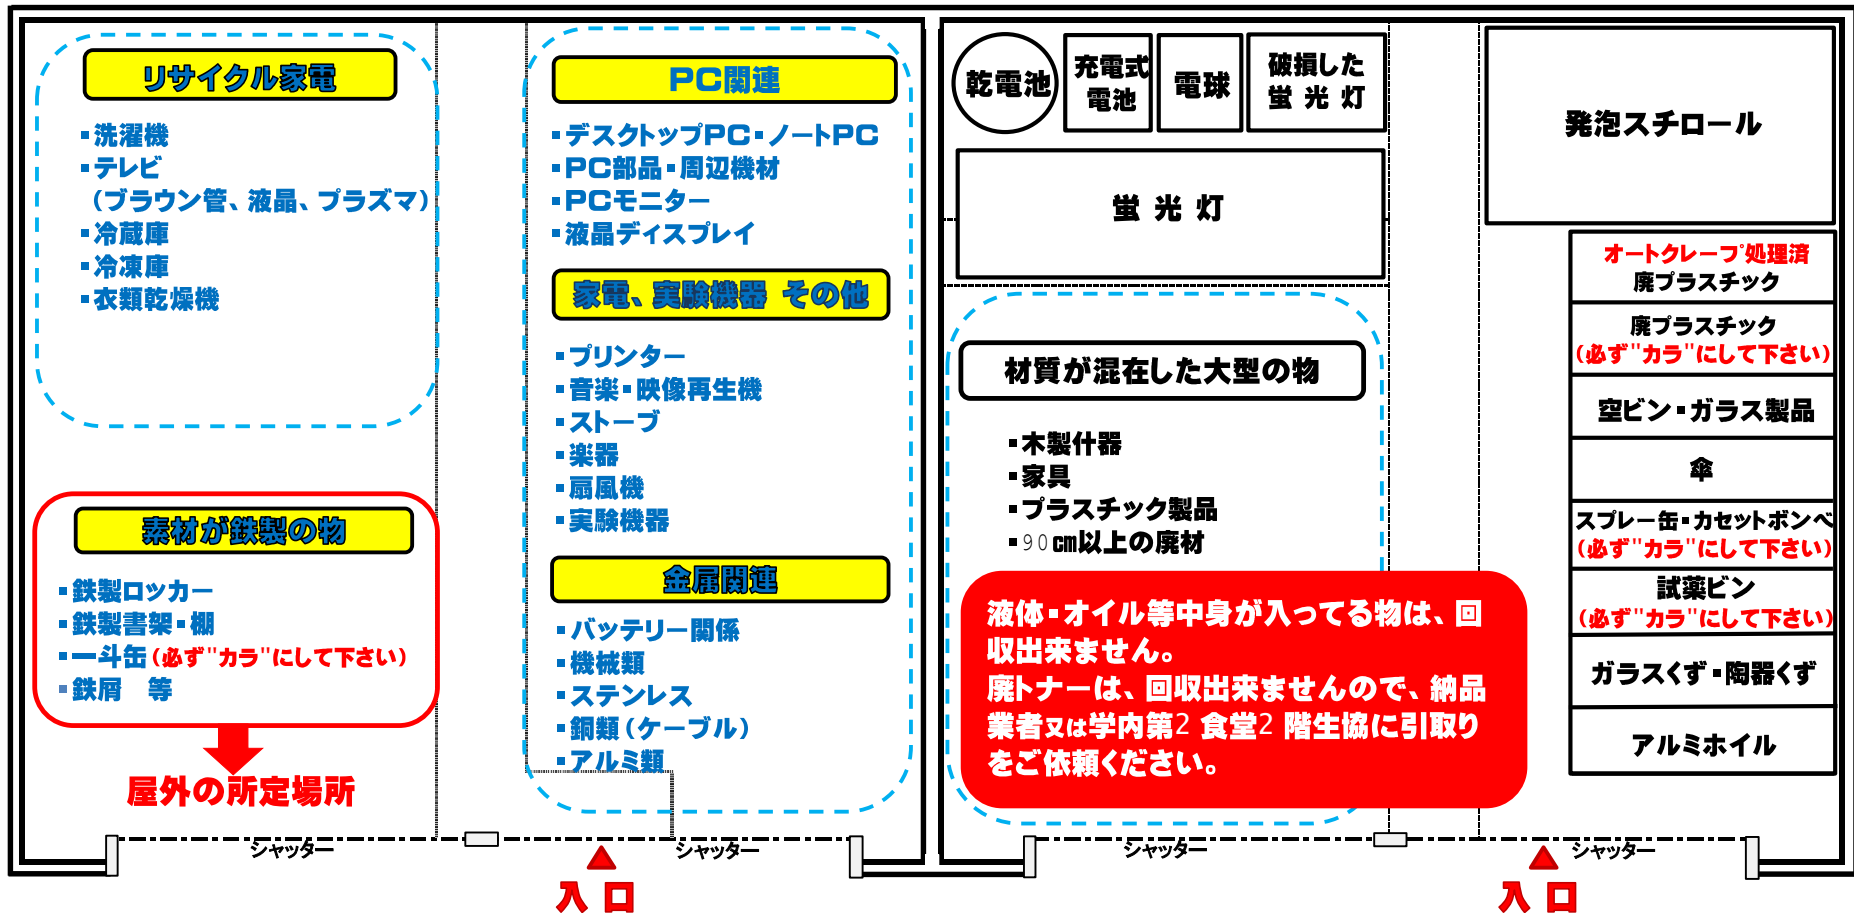 リサイクル家電
▪洗濯機
▪テレビ
（ブラウン管、液晶、プラズマ）
▪冷蔵庫
▪冷凍庫
▪衣類乾燥機
素材が鉄製の物
▪鉄製ロッカー
▪鉄製書架▪棚
▪一斗缶（必ず"カラ"にして下さい）
▪鉄屑　等
屋外の所定場所
PC関連
▪デスクトップPC▪ノートPC
▪PC部品▪周辺機材
▪PCモニター
▪液晶ディスプレイ
家電、実験機器 その他
▪プリンター
▪音楽▪映像再生機
▪ストーブ
▪楽器
▪扇風機
▪実験機器
金属関連
▪バッテリー関係
▪機械類
▪ステンレス
▪銅類（ケーブル）
▪アルミ類
シャッター
シャッター
入 口
乾電池
充電式
電池
電球
破損した
蛍 光 灯
蛍 光 灯
材質が混在した大型の物
▪木製什器
▪家具
▪プラスチック製品
▪90㎝以上の廃材
液体▪オイル等中身が入ってる物は、回
収出来ません。
廃トナーは、回収出来ませんので、納品
業者又は学内第2 食堂2 階生協に引取り
をご依頼ください。
発泡スチロール
オートクレーブ処理済
廃プラスチック
廃プラスチック
（必ず"カラ"にして下さい）
空ビン▪ガラス製品
傘
スプレー缶▪カセットボンベ
（必ず"カラ"にして下さい）
試薬ビン
（必ず"カラ"にして下さい）
ガラスくず▪陶器くず
アルミホイル
シャッター
シャッター
入 口